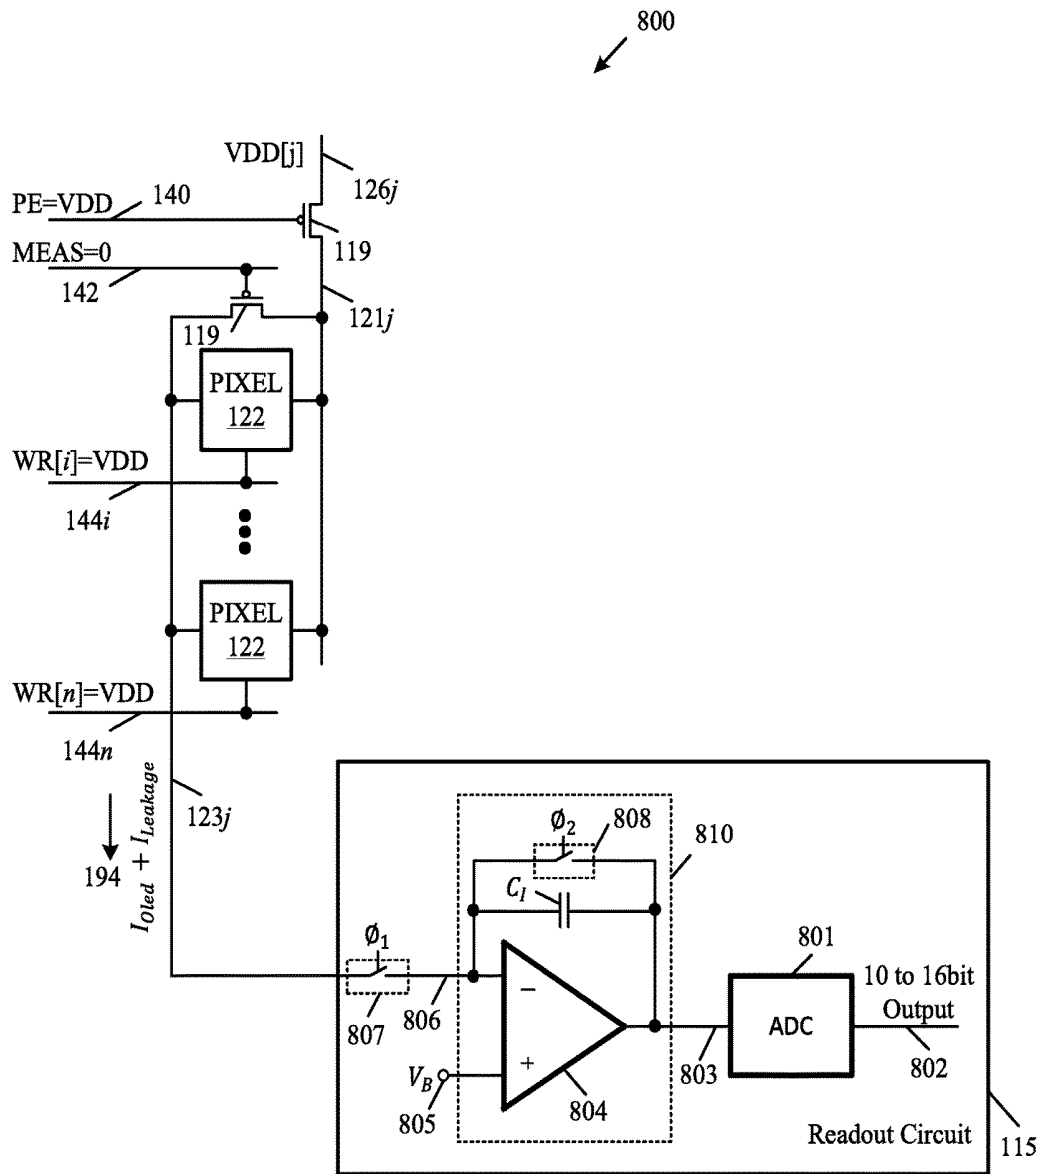 800
VDD[j]
126j
PE=VDD
140
119
MEAS=0
142
121j
119
PIXEL
122
WR[i]=VDD
144i
PIXEL
122
WR[n]=VDD
144n
123j
194
I_Oled + I_Leakage
Ø₂
808
810
C_I
Ø₁
807
806
−
+
V_B
805
804
801
ADC
803
10 to 16bit
Output
802
Readout Circuit
115